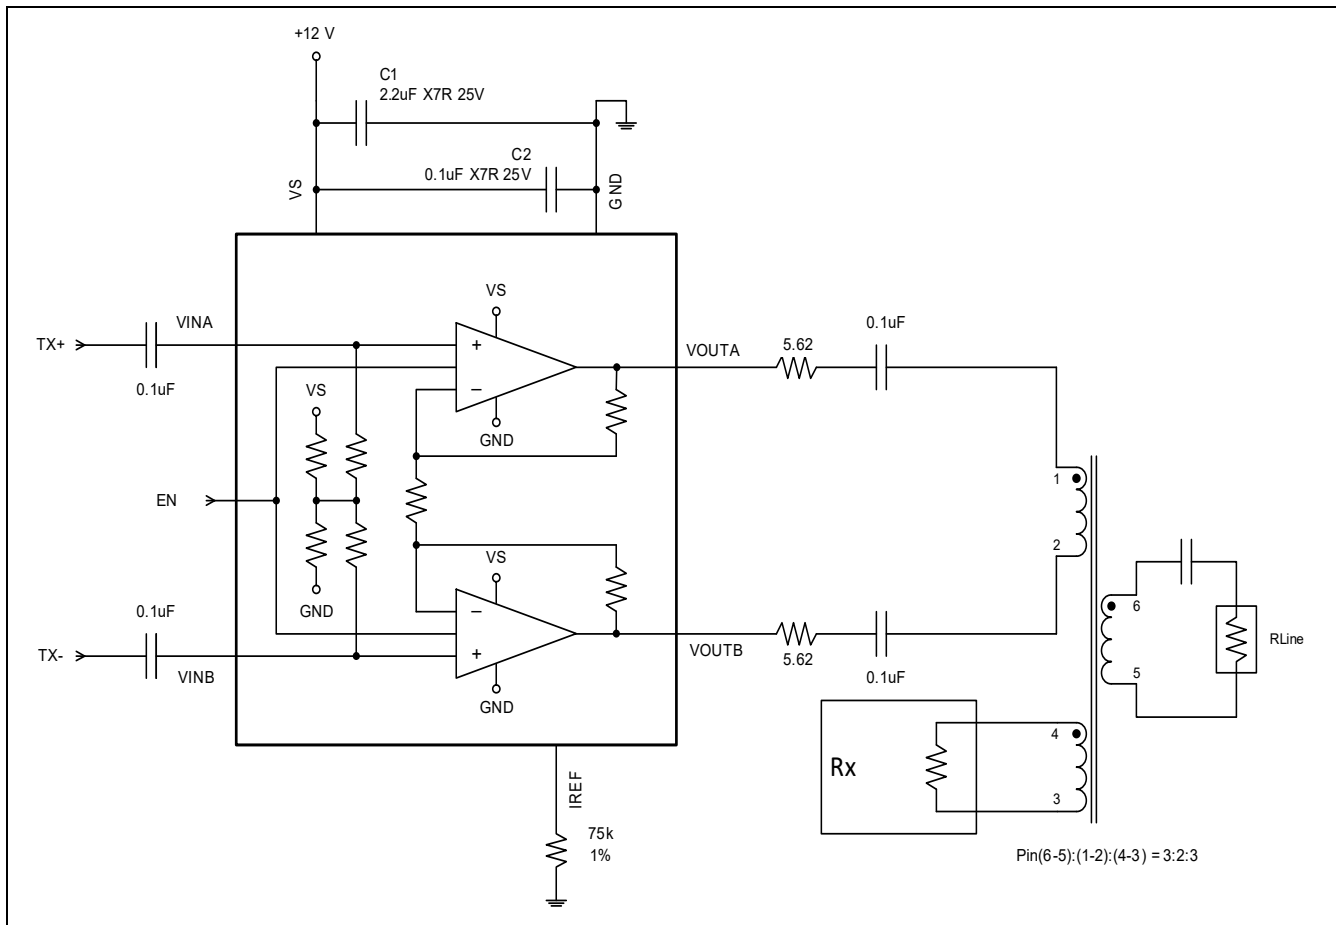 +12 V
C1
2.2uF X7R 25V
C2
0.1uF X7R 25V
VS
GND
VS
TX+
VINA
0.1uF
VS
+
−
GND
VOUTA
5.62
0.1uF
EN
GND
1
2
VS
0.1uF
TX-
VINB
−
+
GND
VOUTB
5.62
0.1uF
6
5
RLine
Rx
4
3
IREF
75k
1%
Pin(6-5):(1-2):(4-3) = 3:2:3